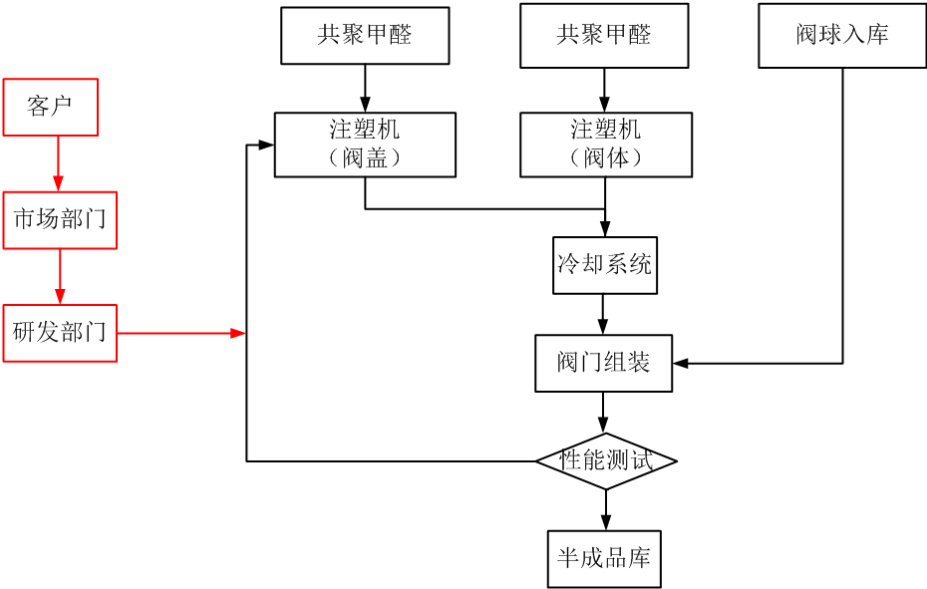 共聚甲醛
共聚甲醛
阀球入库
客户
注塑机
（阀盖）
注塑机
（阀体）
市场部门
冷却系统
研发部门
阀门组装
性能测试
半成品库